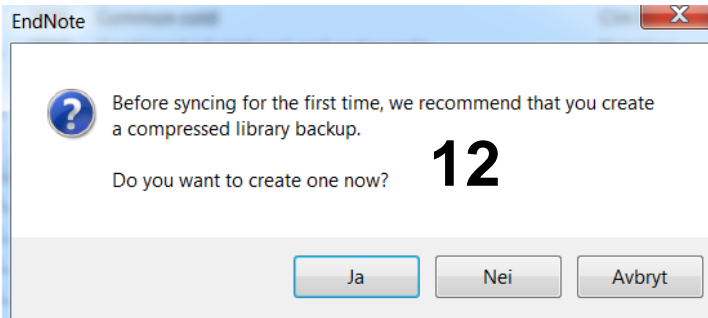 EndNote
Before syncing for the first time, we recommend that you create
a compressed library backup.
12
Do you want to create one now?
Ja Nei Avbryt